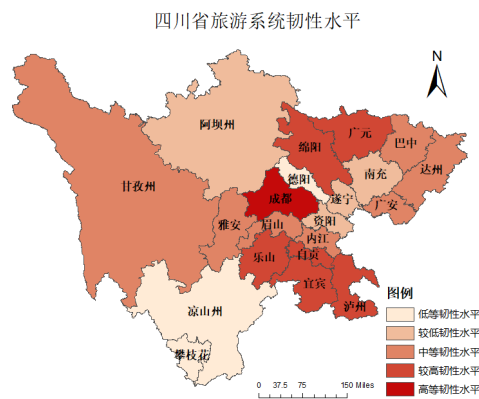 四川省旅游系统韧性水平
N
阿坝州
绵阳
广元
巴中
达州
德阳
南充
甘孜州
成都
遂宁
广安
雅安
眉山
资阳
内江
乐山
自贡
宜宾
泸州
凉山州
攀枝花
图例
低等韧性水平
较低韧性水平
中等韧性水平
较高韧性水平
高等韧性水平
0 37.5 75 150 Miles